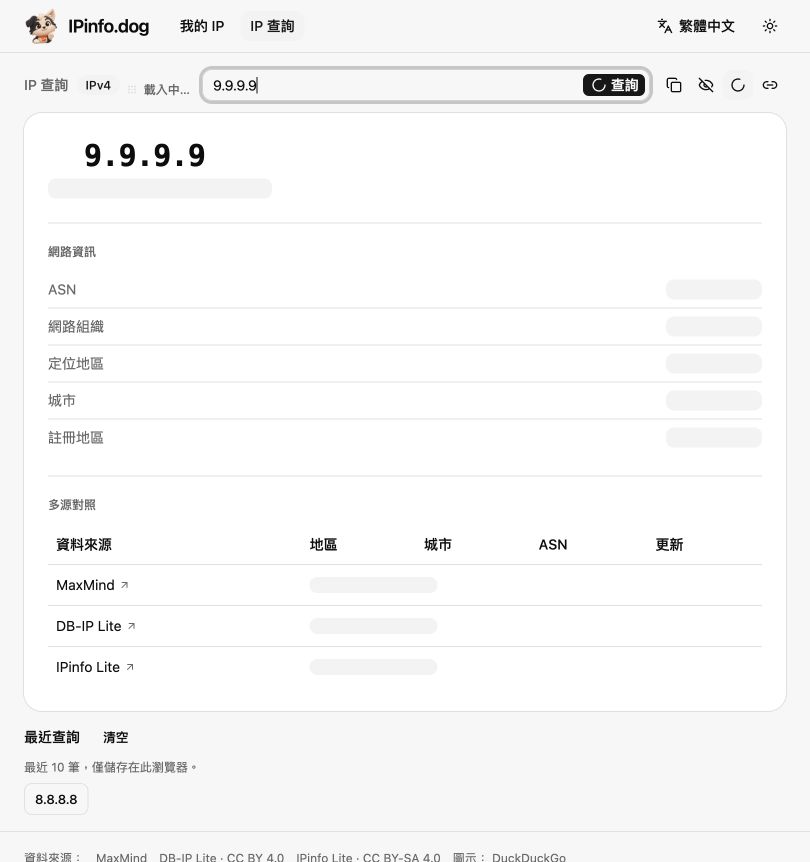 IPinfo.dog 我的 IP IP 查詢 繁體中文
IP 查詢 IPv4 載入中... 9.9.9.9 查詢
9.9.9.9
網路資訊
ASN
網路組織
定位地區
城市
註冊地區
多源對照
資料來源 地區 城市 ASN 更新
MaxMind ↗
DB-IP Lite ↗
IPinfo Lite ↗
最近查詢 清空
最近 10 筆，僅儲存在此瀏覽器。
8.8.8.8
資料來源： MaxMind DB-IP Lite · CC BY 4.0 IPinfo Lite · CC BY-SA 4.0 圖示： DuckDuckGo